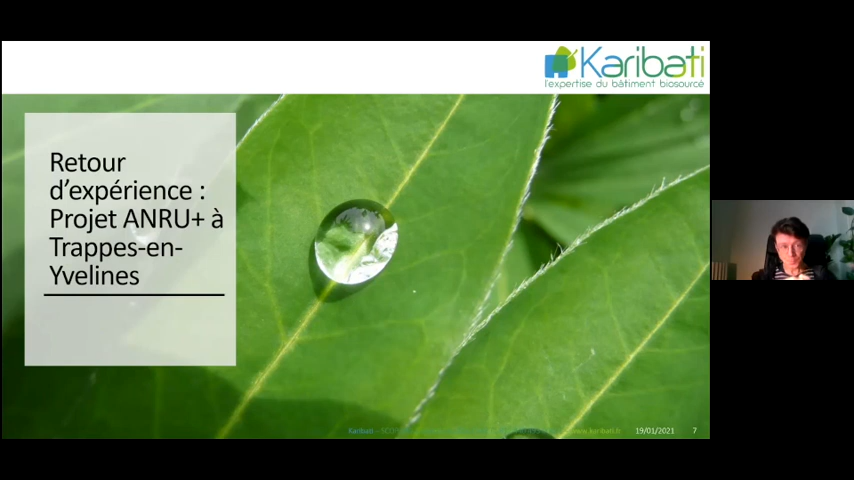 Karibati
l'expertise du bâtiment biosourcé
Retour
d'expérience :
Projet ANRU+ à
Trappes-en-
Yvelines
Karibati – SCO
www.karibati.fr
19/01/2021
7